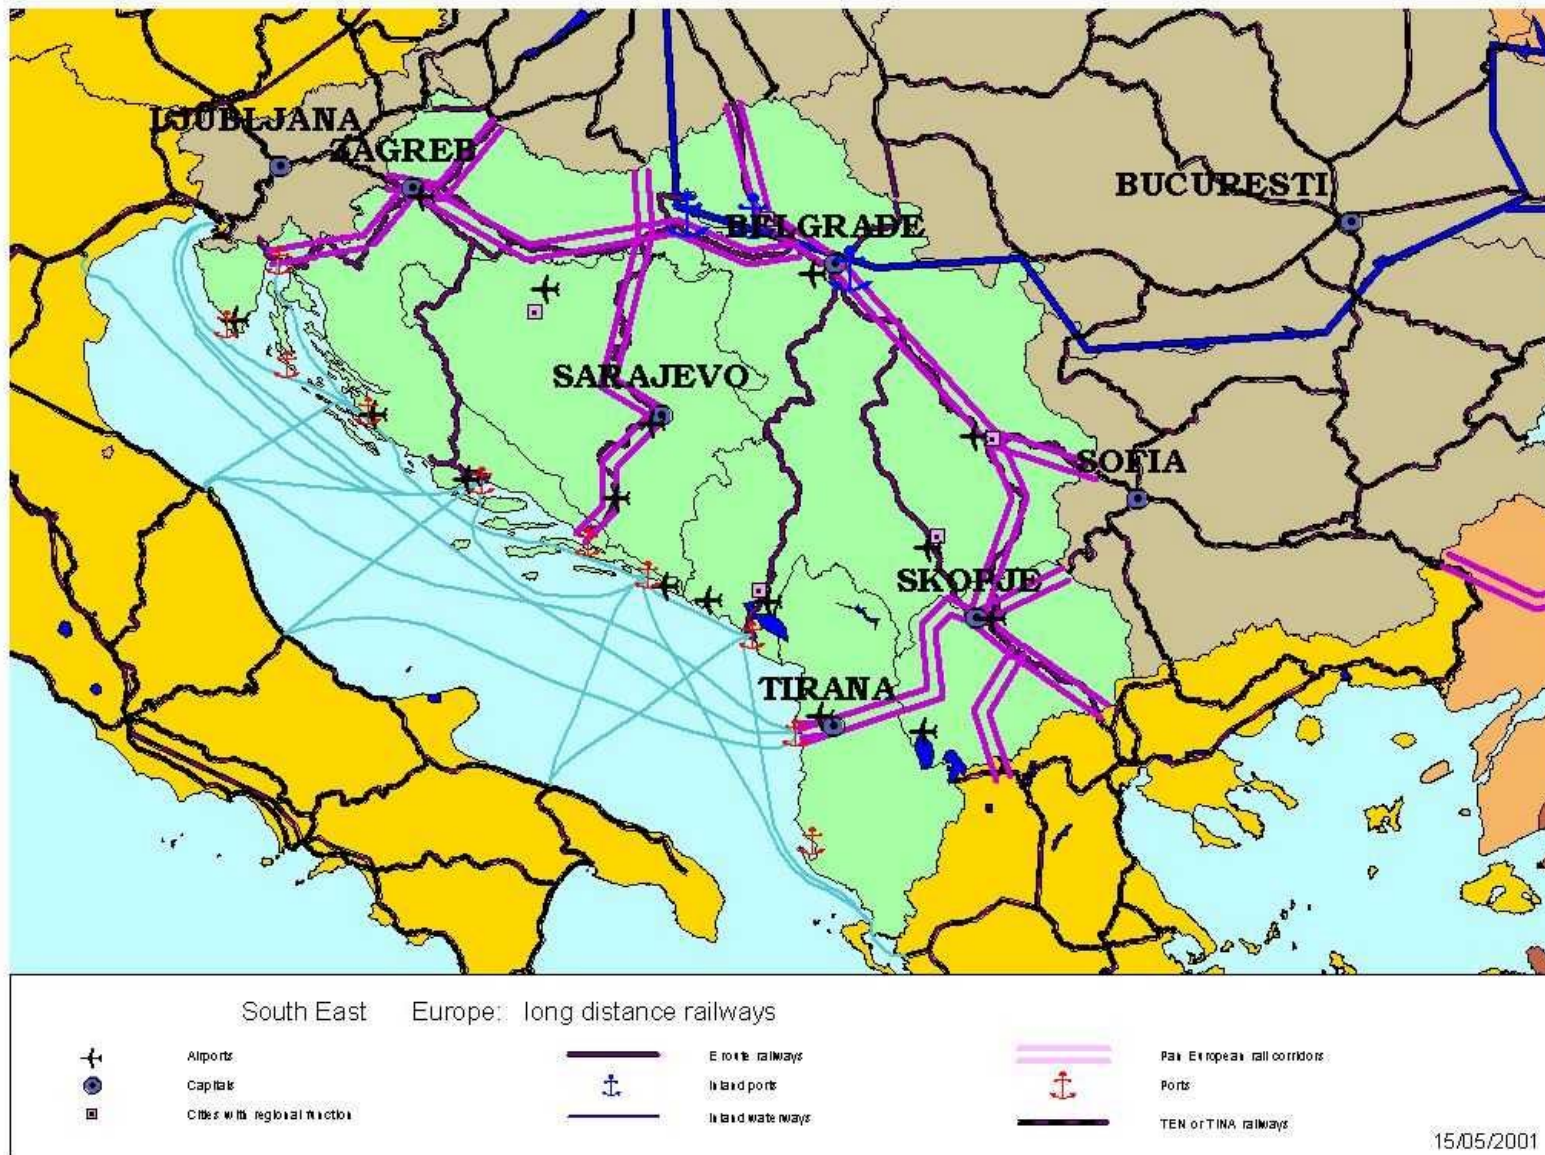 LJUBLJANA
ZAGREB
BUCURESTI
BELGRADE
SARAJEVO
SOFIA
SKOPJE
TIRANA
South East Europe: long distance railways
Airports
Capitals
Cities with regional function
E route railways
Inland ports
Inland waterways
Pan European rail corridors
Ports
TEN or TINA railways
15/05/2001